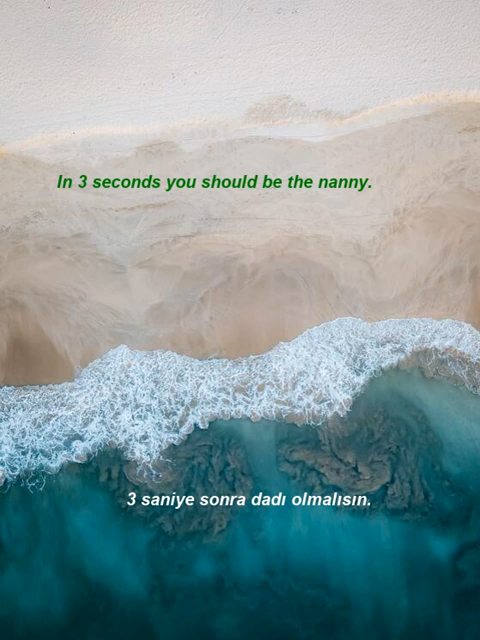 In 3 seconds you should be the nanny.
3 saniye sonra dadı olmalısın.